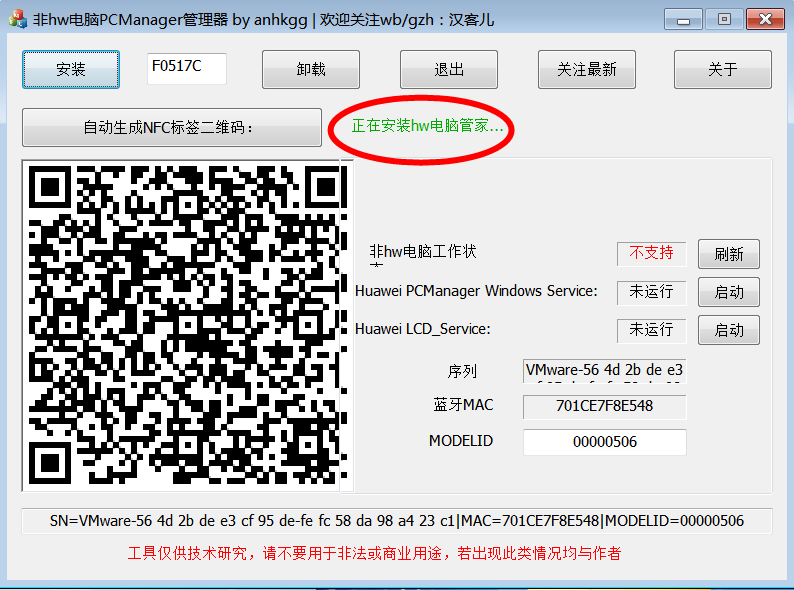 非hw电脑PCManager管理器 by anhkgg | 欢迎关注wb/gzh：汉客儿
安装 F0517C 卸载 退出 关注最新 关于
自动生成NFC标签二维码： 正在安装hw电脑管家...
非hw电脑工作状 不支持 刷新
Huawei PCManager Windows Service: 未运行 启动
Huawei LCD_Service: 未运行 启动
序列 VMware-56 4d 2b de e3
蓝牙MAC 701CE7F8E548
MODELID 00000506
SN=VMware-56 4d 2b de e3 cf 95 de-fe fc 58 da 98 a4 23 c1|MAC=701CE7F8E548|MODELID=00000506
工具仅供技术研究，请不要用于非法或商业用途，若出现此类情况均与作者